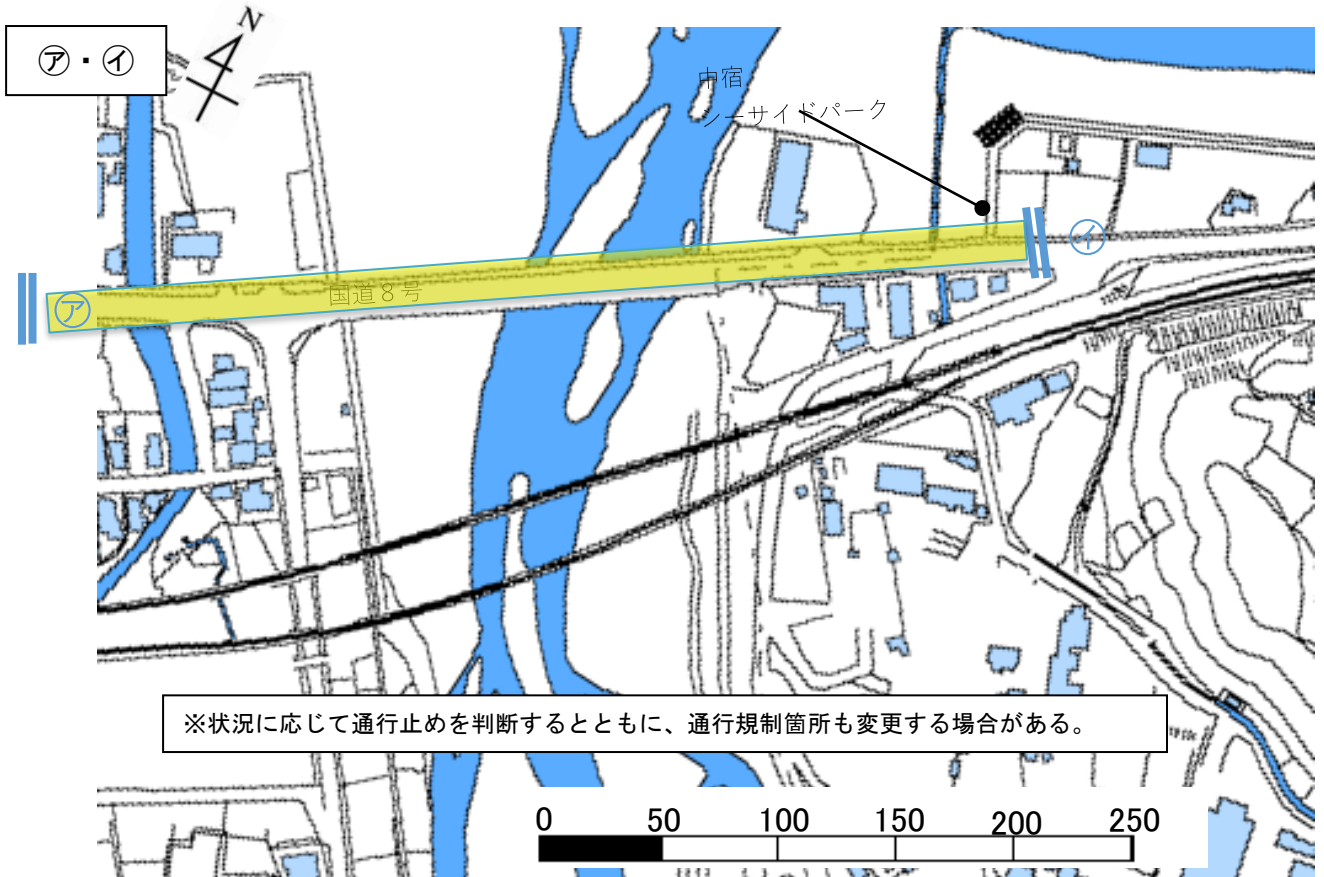 N
㋐・㋑
中宿
シーサイドパーク
㋑
㋐
国道８号
※状況に応じて通行止めを判断するとともに、通行規制箇所も変更する場合がある。
0 50 100 150 200 250